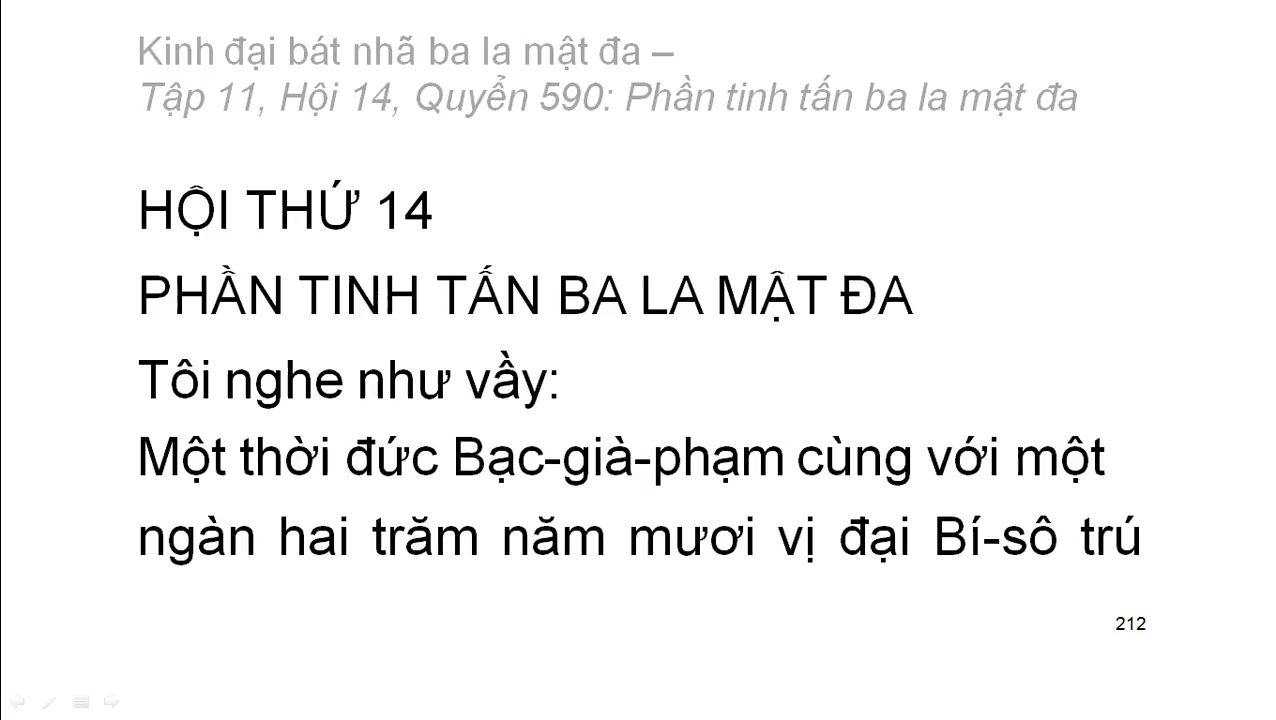 Kinh đại bát nhã ba la mật đa –
Tập 11, Hội 14, Quyển 590: Phần tinh tấn ba la mật đa
HỘI THỨ 14
PHẦN TINH TẤN BA LA MẬT ĐA
Tôi nghe như vầy:
Một thời đức Bạc-già-phạm cùng với một
ngàn hai trăm năm mươi vị đại Bí-sô trú
212